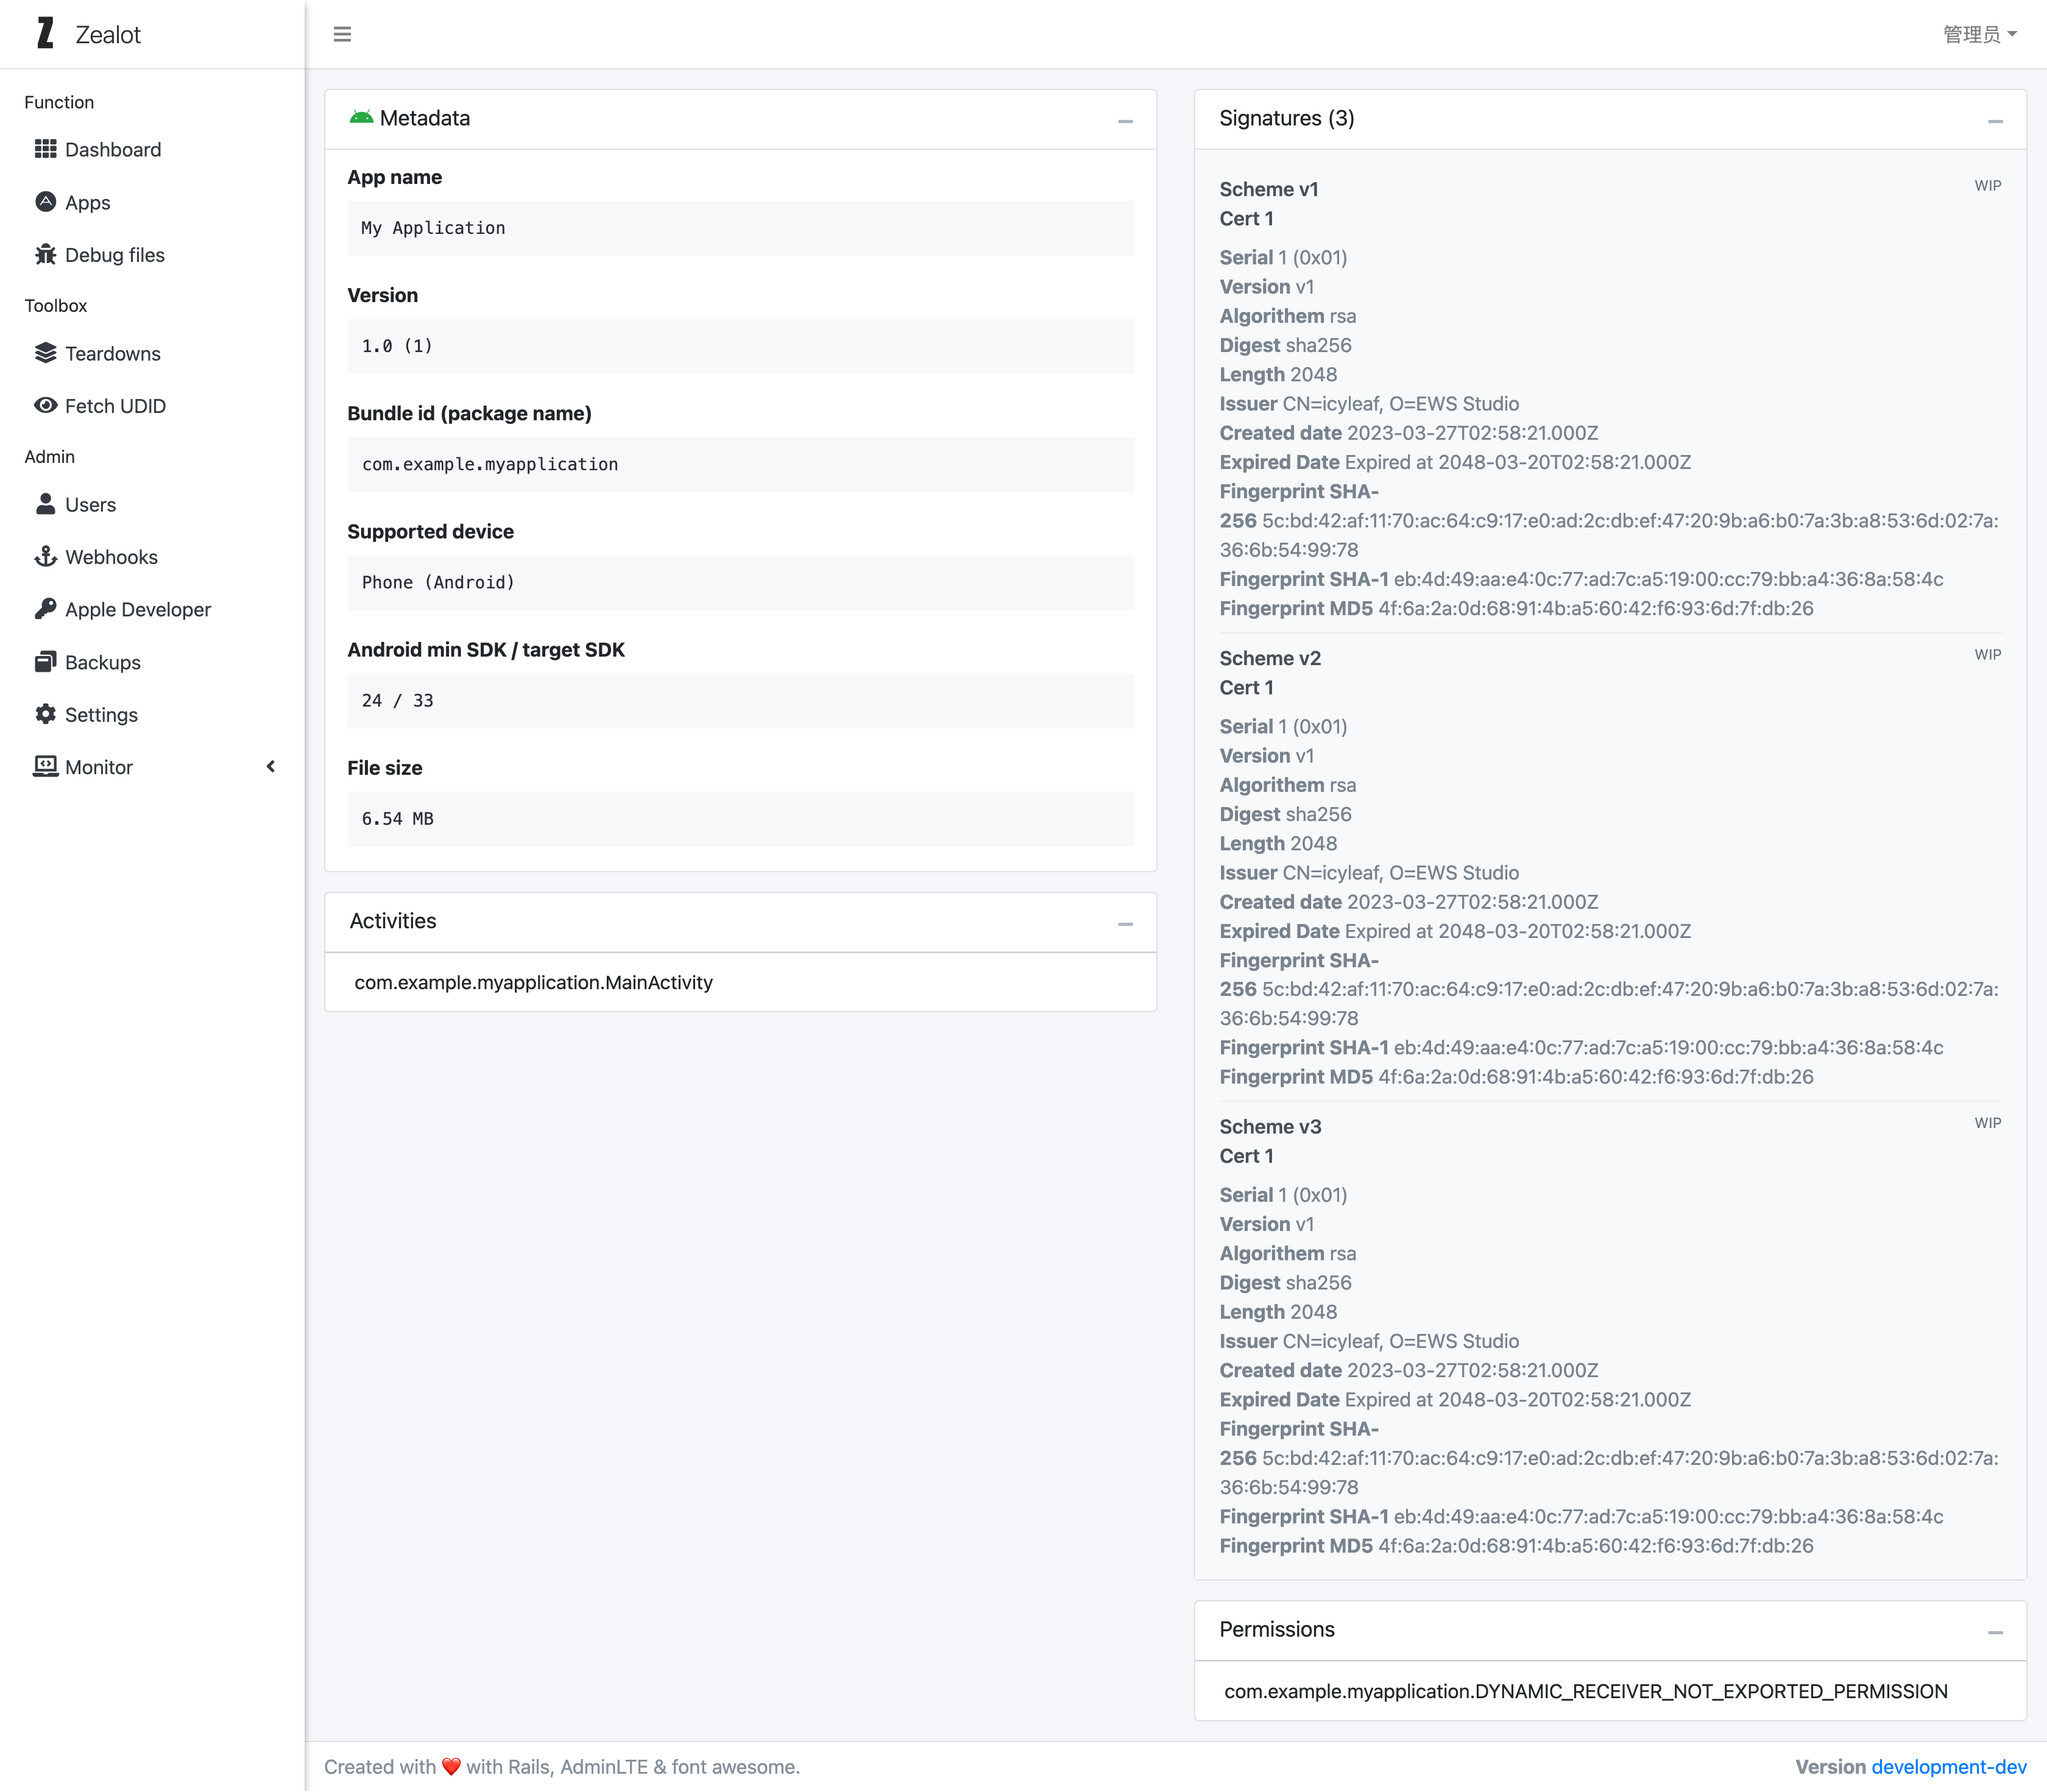 Zealot
管理员
Function
Dashboard
Apps
Debug files
Toolbox
Teardowns
Fetch UDID
Admin
Users
Webhooks
Apple Developer
Backups
Settings
Monitor
Metadata
App name
My Application
Version
1.0 (1)
Bundle id (package name)
com.example.myapplication
Supported device
Phone (Android)
Android min SDK / target SDK
24 / 33
File size
6.54 MB
Activities
com.example.myapplication.MainActivity
Signatures (3)
Scheme v1
WIP
Cert 1
Serial 1 (0x01)
Version v1
Algorithem rsa
Digest sha256
Length 2048
Issuer CN=icyleaf, O=EWS Studio
Created date 2023-03-27T02:58:21.000Z
Expired Date Expired at 2048-03-20T02:58:21.000Z
Fingerprint SHA-
256 5c:bd:42:af:11:70:ac:64:c9:17:e0:ad:2c:db:ef:47:20:9b:a6:b0:7a:3b:a8:53:6d:02:7a:
36:6b:54:99:78
Fingerprint SHA-1 eb:4d:49:aa:e4:0c:77:ad:7c:a5:19:00:cc:79:bb:a4:36:8a:58:4c
Fingerprint MD5 4f:6a:2a:0d:68:91:4b:a5:60:42:f6:93:6d:7f:db:26
Scheme v2
WIP
Cert 1
Serial 1 (0x01)
Version v1
Algorithem rsa
Digest sha256
Length 2048
Issuer CN=icyleaf, O=EWS Studio
Created date 2023-03-27T02:58:21.000Z
Expired Date Expired at 2048-03-20T02:58:21.000Z
Fingerprint SHA-
256 5c:bd:42:af:11:70:ac:64:c9:17:e0:ad:2c:db:ef:47:20:9b:a6:b0:7a:3b:a8:53:6d:02:7a:
36:6b:54:99:78
Fingerprint SHA-1 eb:4d:49:aa:e4:0c:77:ad:7c:a5:19:00:cc:79:bb:a4:36:8a:58:4c
Fingerprint MD5 4f:6a:2a:0d:68:91:4b:a5:60:42:f6:93:6d:7f:db:26
Scheme v3
WIP
Cert 1
Serial 1 (0x01)
Version v1
Algorithem rsa
Digest sha256
Length 2048
Issuer CN=icyleaf, O=EWS Studio
Created date 2023-03-27T02:58:21.000Z
Expired Date Expired at 2048-03-20T02:58:21.000Z
Fingerprint SHA-
256 5c:bd:42:af:11:70:ac:64:c9:17:e0:ad:2c:db:ef:47:20:9b:a6:b0:7a:3b:a8:53:6d:02:7a:
36:6b:54:99:78
Fingerprint SHA-1 eb:4d:49:aa:e4:0c:77:ad:7c:a5:19:00:cc:79:bb:a4:36:8a:58:4c
Fingerprint MD5 4f:6a:2a:0d:68:91:4b:a5:60:42:f6:93:6d:7f:db:26
Permissions
com.example.myapplication.DYNAMIC_RECEIVER_NOT_EXPORTED_PERMISSION
Created with ❤️ with Rails, AdminLTE & font awesome.
Version development-dev